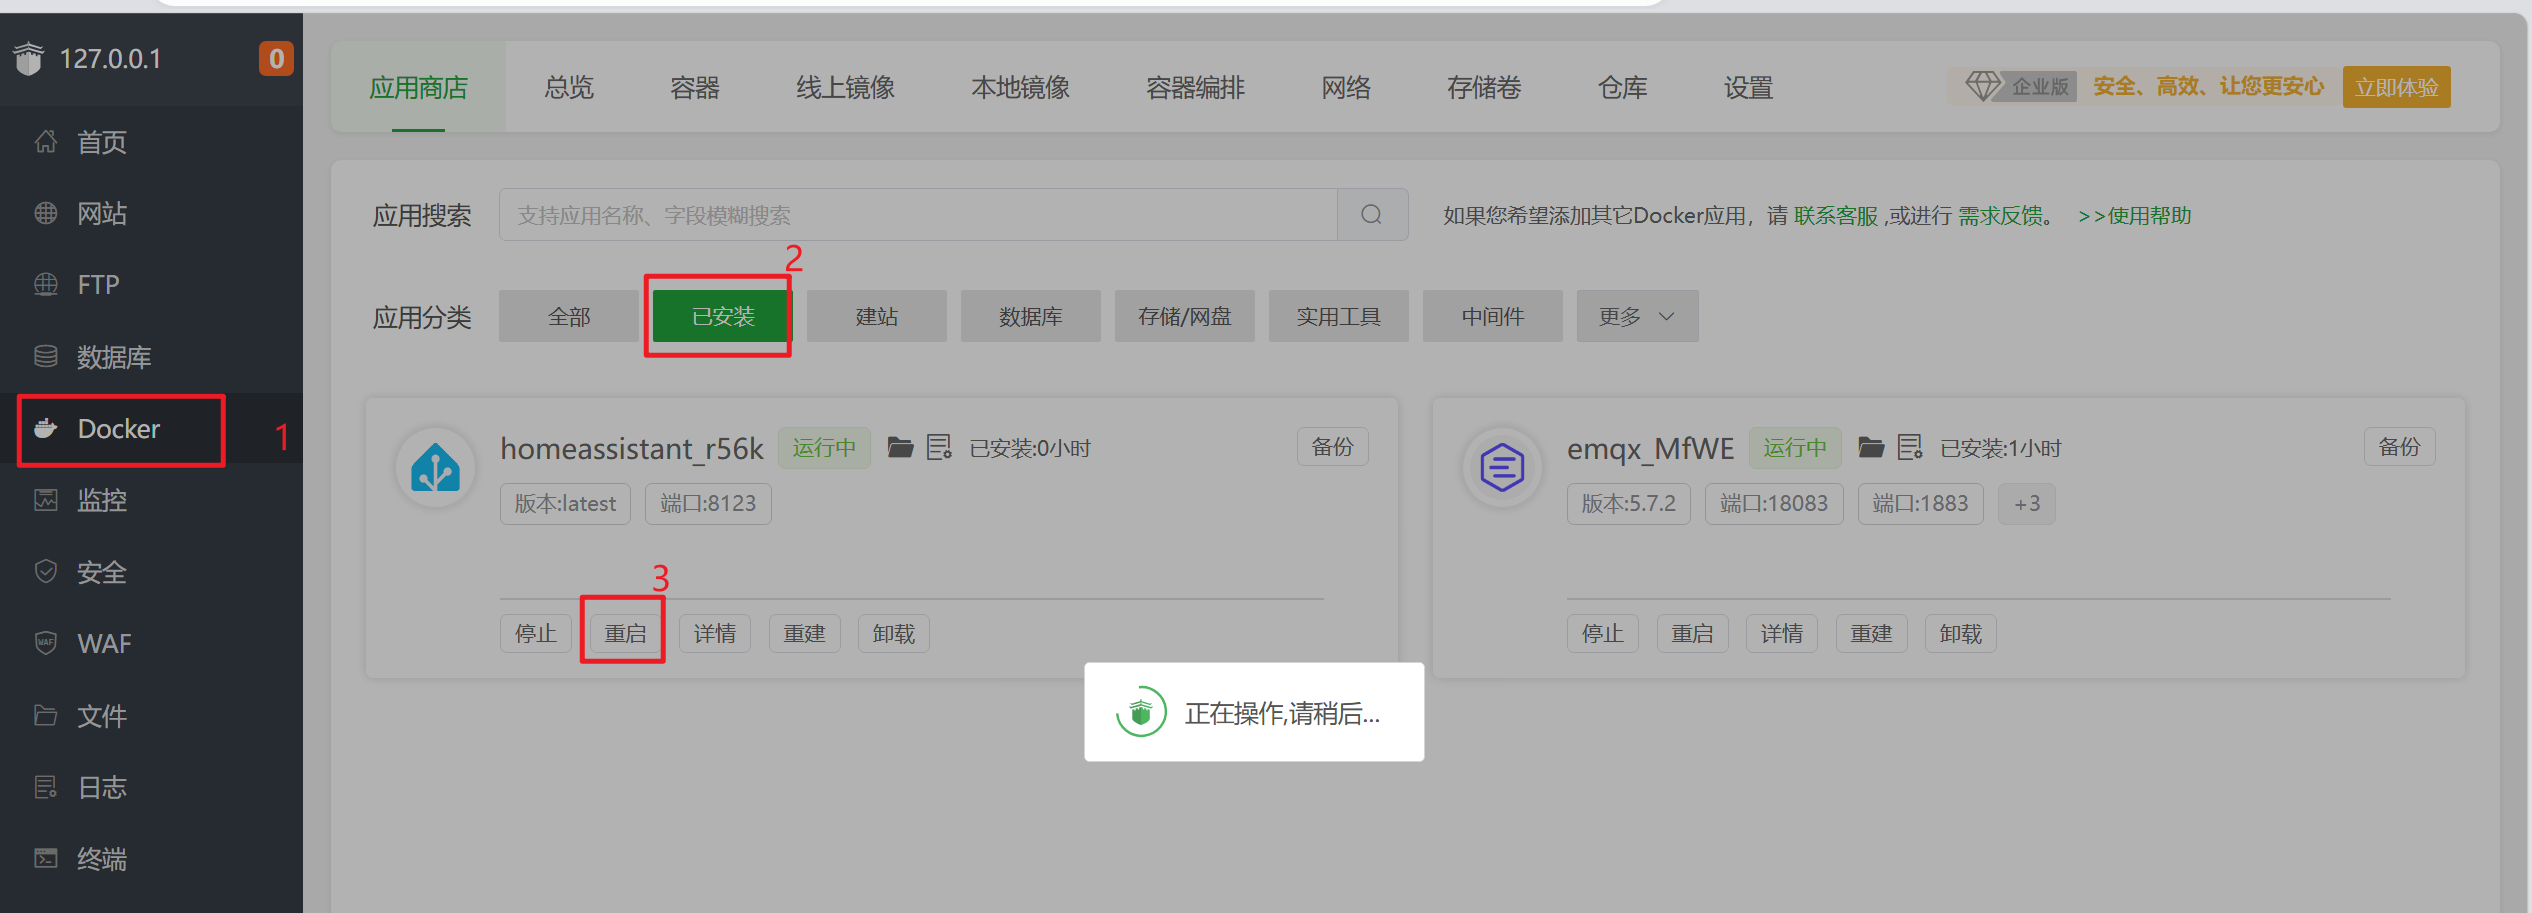 127.0.0.1
0
首页
网站
FTP
数据库
Docker
1
监控
安全
WAF
文件
日志
终端
应用商店 总览 容器 线上镜像 本地镜像 容器编排 网络 存储卷 仓库 设置 企业版 安全、高效、让您更安心 立即体验
应用搜索 支持应用名称、字段模糊搜索 如果您希望添加其它Docker应用，请 联系客服 ,或进行 需求反馈。 >>使用帮助
2
应用分类 全部 已安装 建站 数据库 存储/网盘 实用工具 中间件 更多
homeassistant_r56k 运行中 已安装:0小时 备份
版本:latest 端口:8123
3
停止 重启 详情 重建 卸载
emqx_MfWE 运行中 已安装:1小时 备份
版本:5.7.2 端口:18083 端口:1883 +3
停止 重启 详情 重建 卸载
正在操作,请稍后...